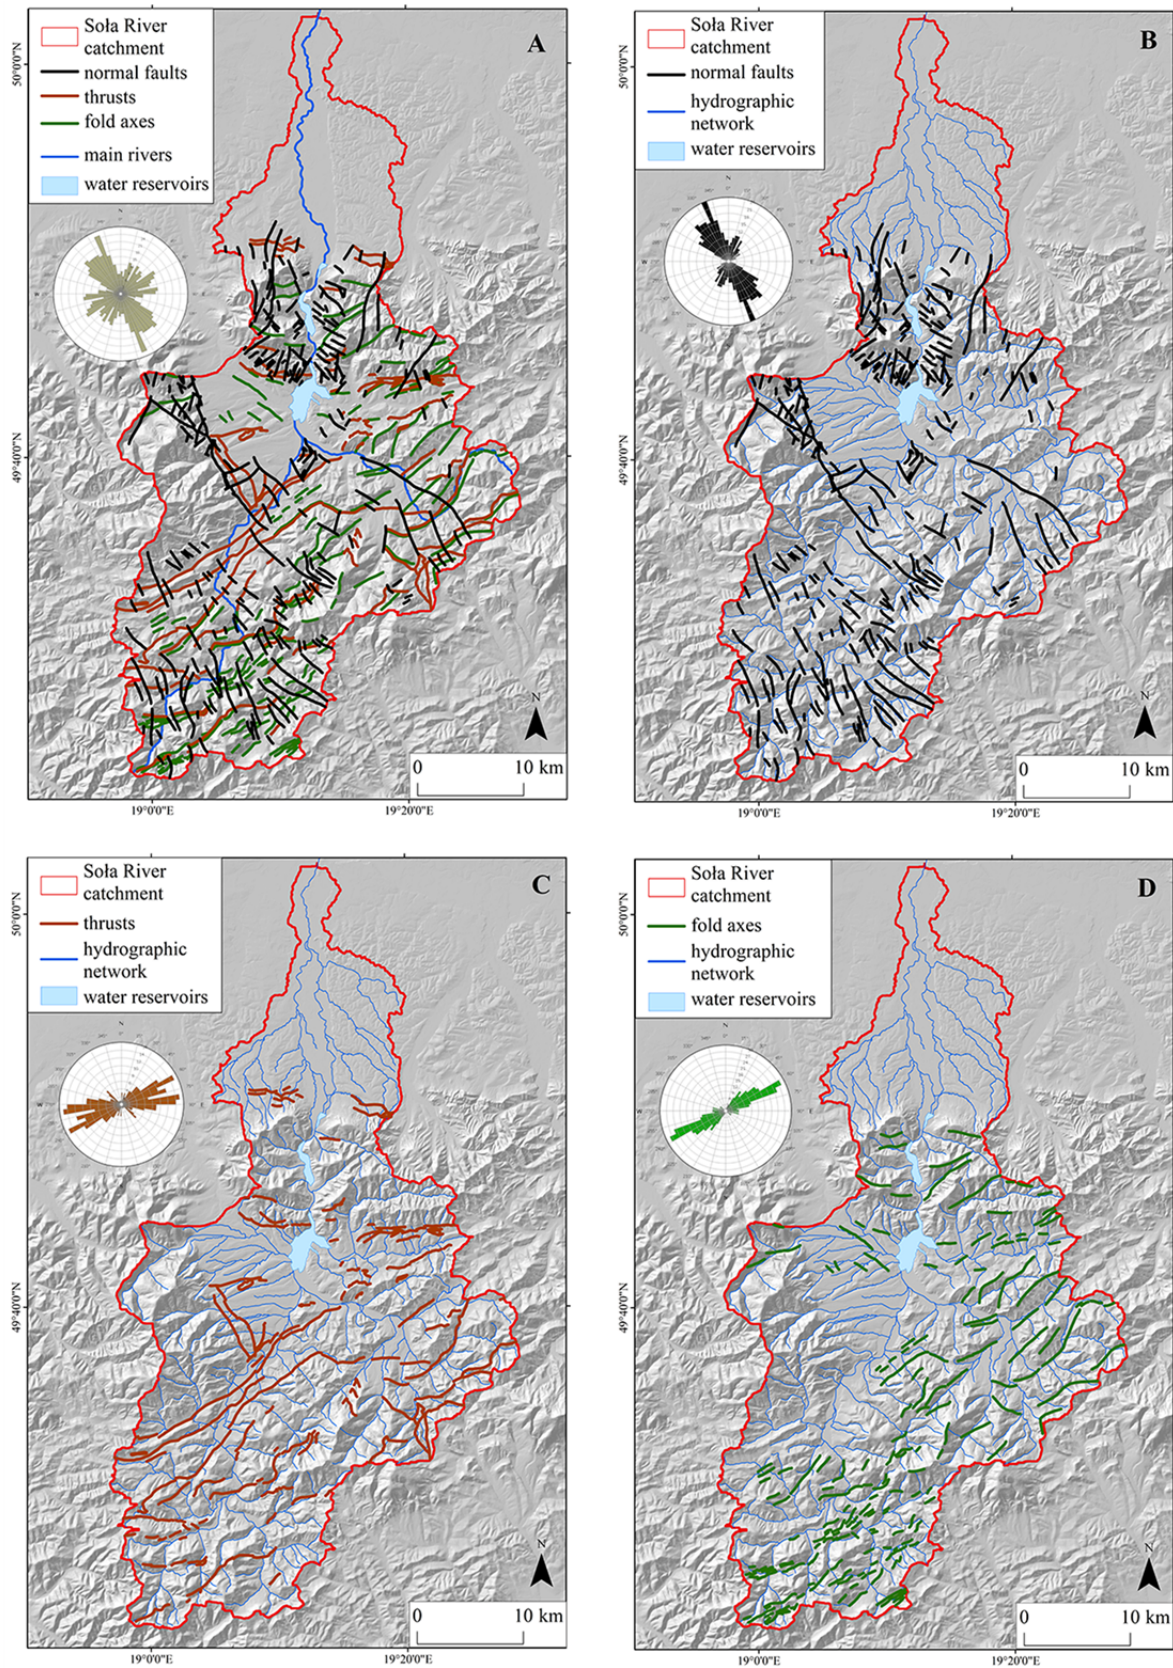 A
Soła River
catchment
normal faults
thrusts
fold axes
main rivers
water reservoirs
N
W
E
50°0'0"N
49°40'0"N
N
0 10 km
19°0'0"E 19°20'0"E
B
Soła River
catchment
normal faults
hydrographic
network
water reservoirs
N
W
E
50°0'0"N
49°40'0"N
N
0 10 km
19°0'0"E 19°20'0"E
C
Soła River
catchment
thrusts
hydrographic
network
water reservoirs
N
W
E
50°0'0"N
49°40'0"N
N
0 10 km
19°0'0"E 19°20'0"E
D
Soła River
catchment
fold axes
hydrographic
network
water reservoirs
N
W
E
50°0'0"N
49°40'0"N
N
0 10 km
19°0'0"E 19°20'0"E